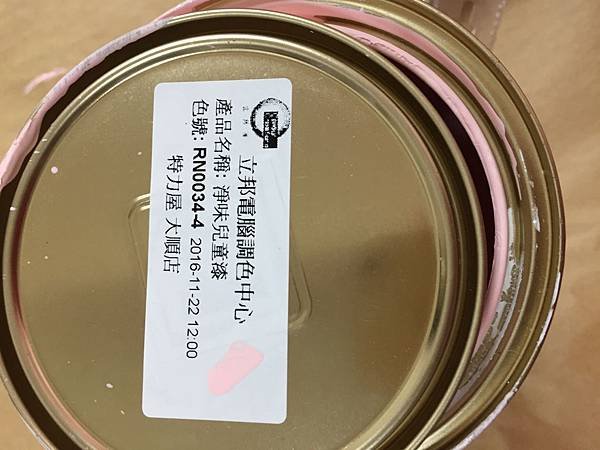 立邦電腦調色中心
產品名稱: 淨味兒童漆
色號: RN0034-4 2016-11-22 12:00
特力屋 大順店